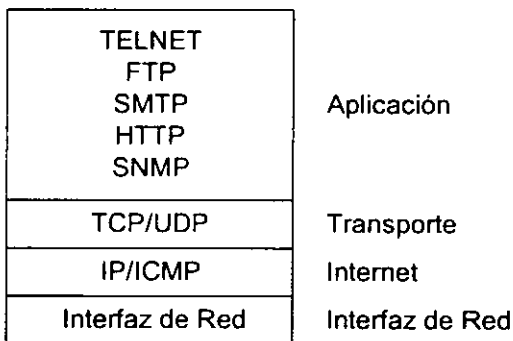 TELNET
FTP
SMTP
HTTP
SNMP
Aplicación
TCP/UDP
Transporte
IP/ICMP
Internet
Interfaz de Red
Interfaz de Red